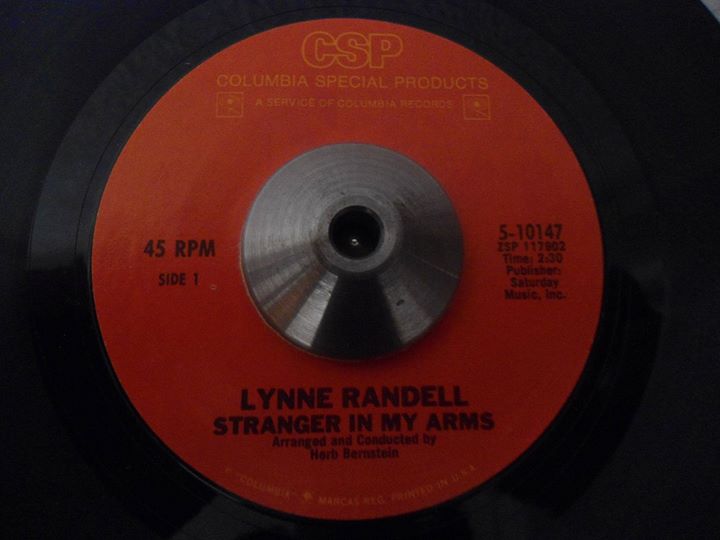 CSP
COLUMBIA SPECIAL PRODUCTS
A SERVICE OF COLUMBIA RECORDS
45 RPM
SIDE 1
5-10147
ZSP 117902
Time: 2:30
Publisher:
Saturday
Music, Inc.
LYNNE RANDELL
STRANGER IN MY ARMS
Arranged and Conducted by
Herb Bernstein
"COLUMBIA" MARCAS REG. PRINTED IN U.S.A.